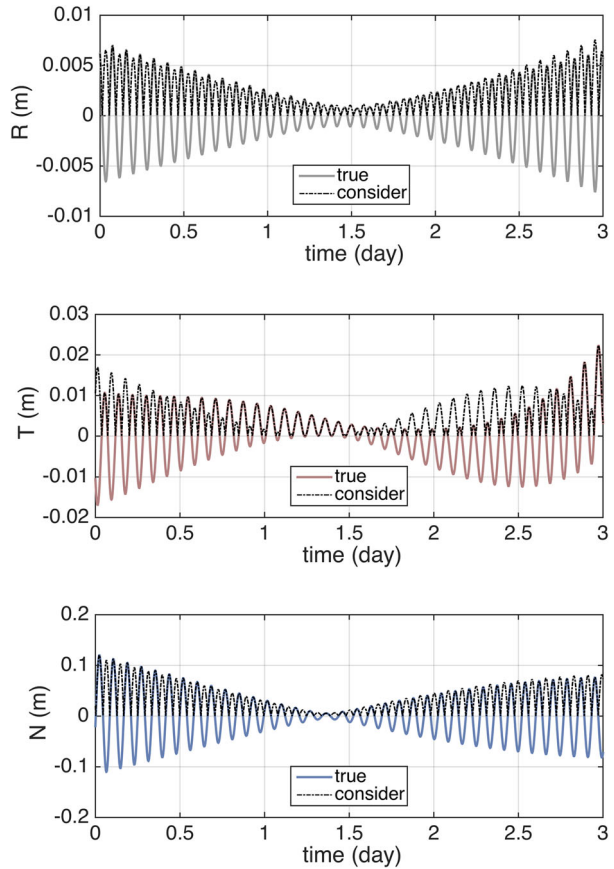 0.01
0.005
0
-0.005
-0.01
R (m)
true
consider
0 0.5 1 1.5 2 2.5 3
time (day)
0.03
0.02
0.01
0
-0.01
-0.02
T (m)
true
consider
0 0.5 1 1.5 2 2.5 3
time (day)
0.2
0.1
0
-0.1
-0.2
N (m)
true
consider
0 0.5 1 1.5 2 2.5 3
time (day)